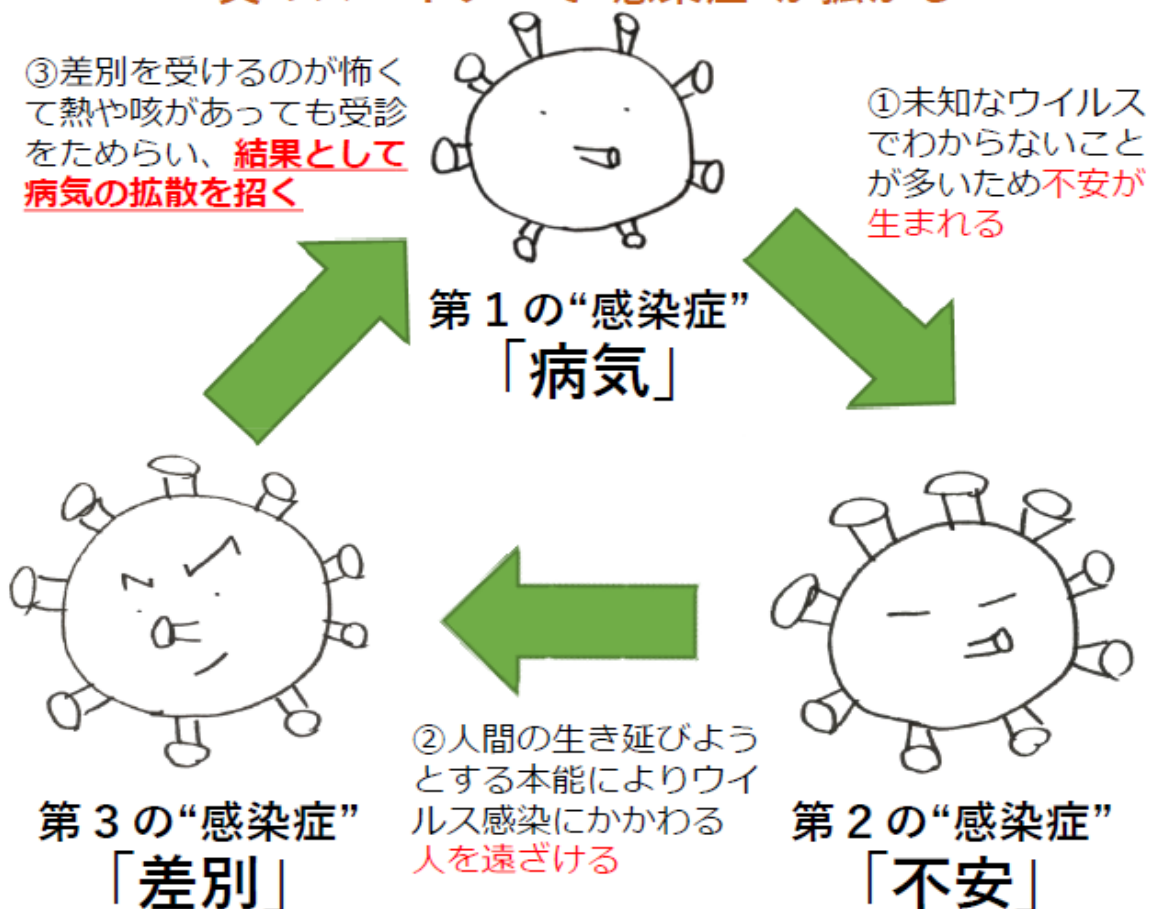 ③差別を受けるのが怖く
て熱や咳があっても受診
をためらい、結果として
病気の拡散を招く
①未知なウイルス
でわからないこと
が多いため不安が
生まれる
第1の“感染症”
「病気」
②人間の生き延びよう
とする本能によりウイ
ルス感染にかかわる
人を遠ざける
第3の“感染症”
「差別」
第2の“感染症”
「不安」